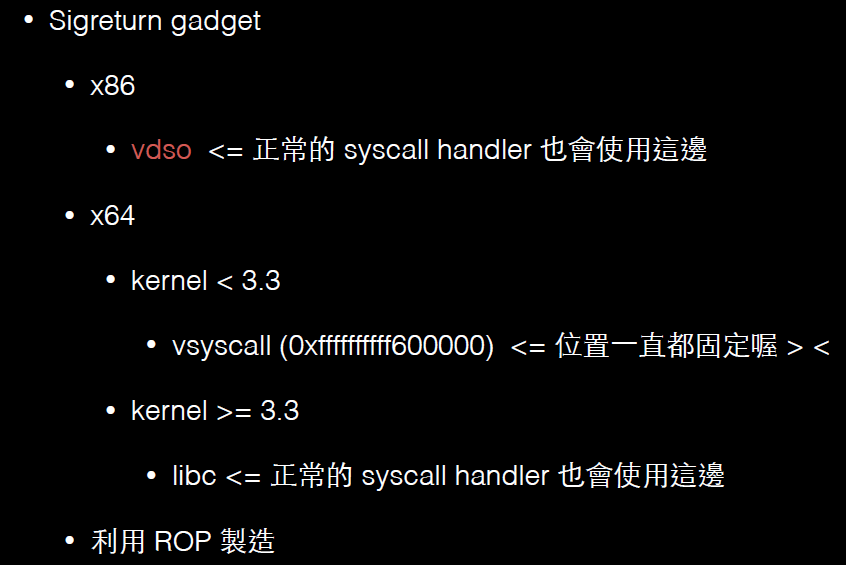 • Sigreturn gadget
• x86
• vdso <= 正常的 syscall handler 也會使用這邊
• x64
• kernel < 3.3
• vsyscall (0xffffffffff600000) <= 位置一直都固定喔 > <
• kernel >= 3.3
• libc <= 正常的 syscall handler 也會使用這邊
• 利用 ROP 製造